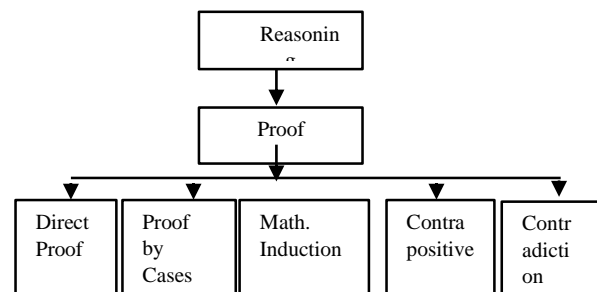 Reasonin
g
Proof
Direct
Proof
Proof
by
Cases
Math.
Induction
Contra
positive
Contr
adicti
on